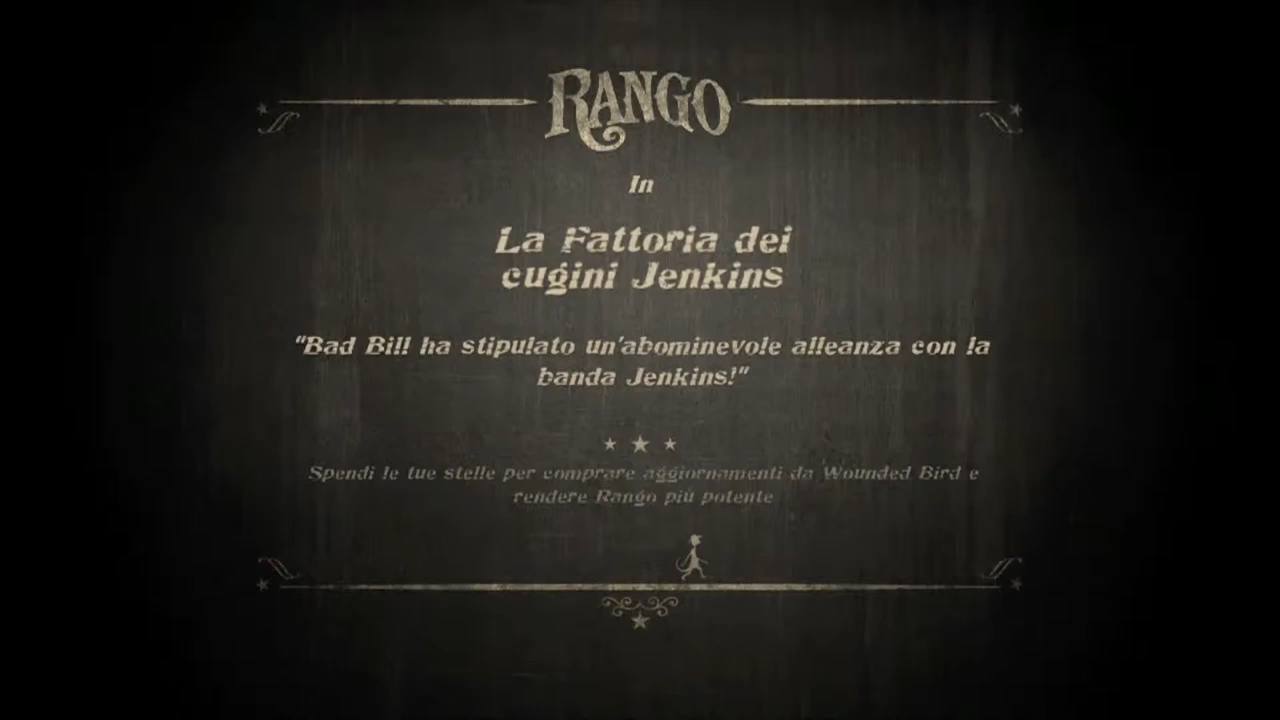 RANGO
In
La Fattoria dei
cugini Jenkins
"Bad Bill ha stipulato un'abominevole alleanza con la
banda Jenkins!"
Spendi le tue stelle per comprare aggiornamenti da Wounded Bird e
rendere Rango più potente